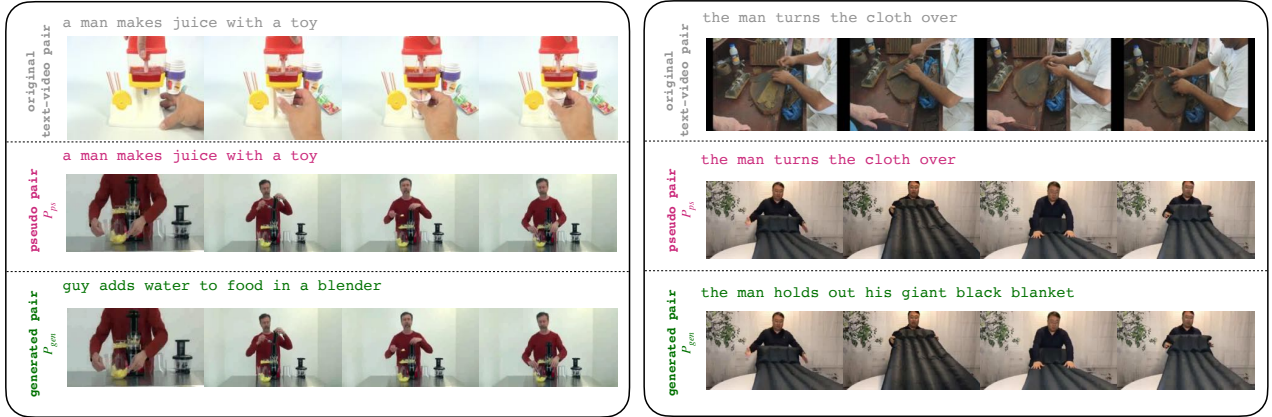 a man makes juice with a toy
original
text-video pair
a man makes juice with a toy
pseudo pair
P_ps
guy adds water to food in a blender
generated pair
P_gen
the man turns the cloth over
original
text-video pair
the man turns the cloth over
pseudo pair
P_ps
the man holds out his giant black blanket
generated pair
P_gen